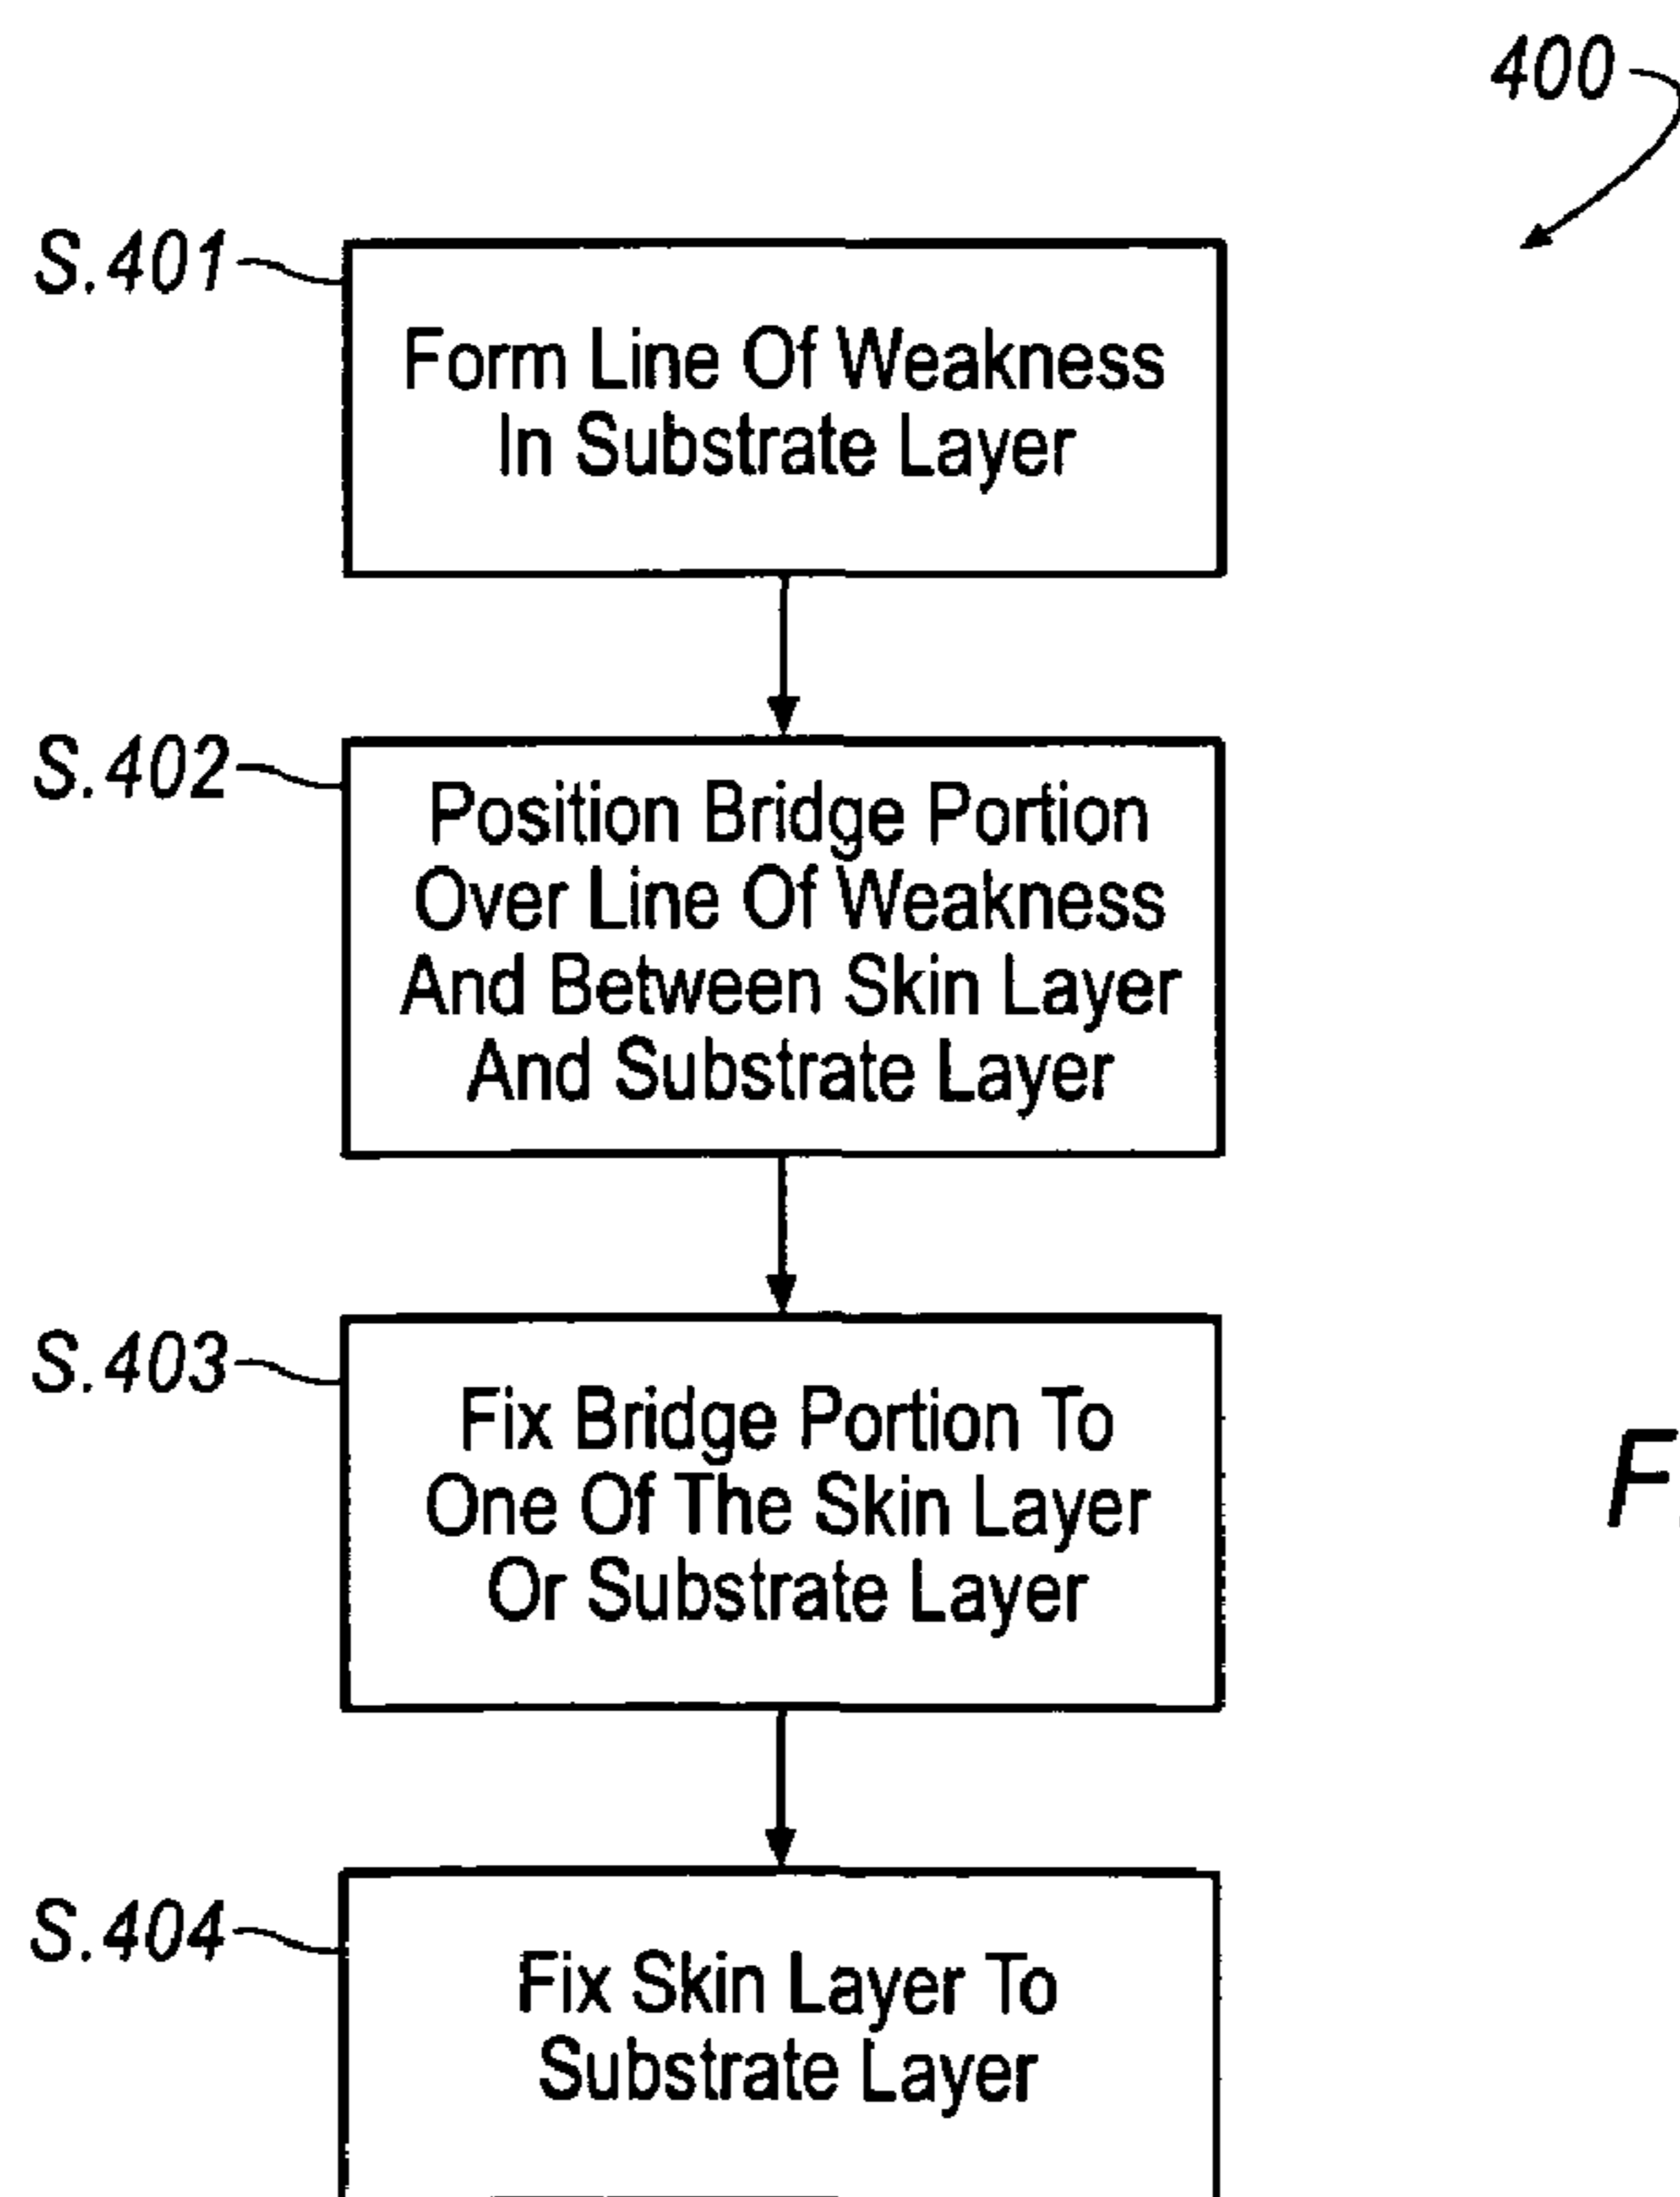 400
S.401
Form Line Of Weakness
In Substrate Layer
S.402
Position Bridge Portion
Over Line Of Weakness
And Between Skin Layer
And Substrate Layer
S.403
Fix Bridge Portion To
One Of The Skin Layer
Or Substrate Layer
F
S.404
Fix Skin Layer To
Substrate Layer